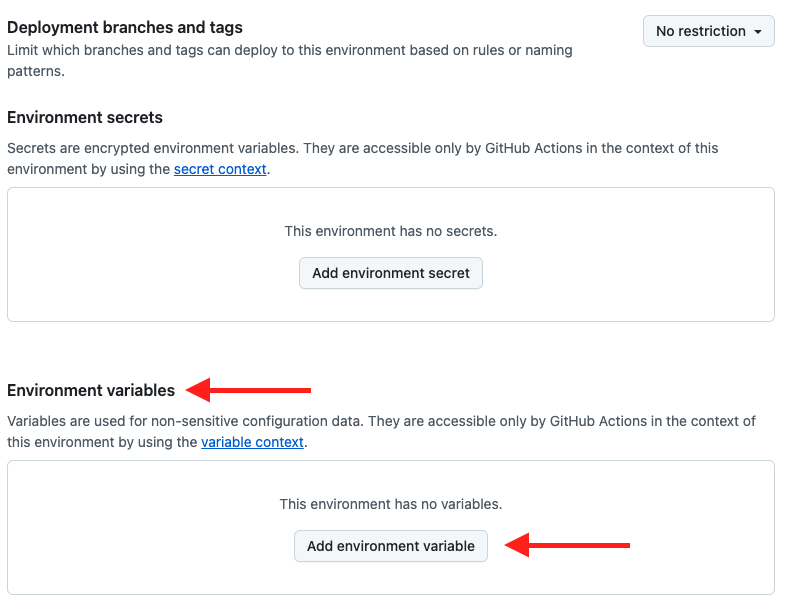 Deployment branches and tags
No restriction
Limit which branches and tags can deploy to this environment based on rules or naming
patterns.
Environment secrets
Secrets are encrypted environment variables. They are accessible only by GitHub Actions in the context of this
environment by using the secret context.
This environment has no secrets.
Add environment secret
Environment variables
Variables are used for non-sensitive configuration data. They are accessible only by GitHub Actions in the context of
this environment by using the variable context.
This environment has no variables.
Add environment variable